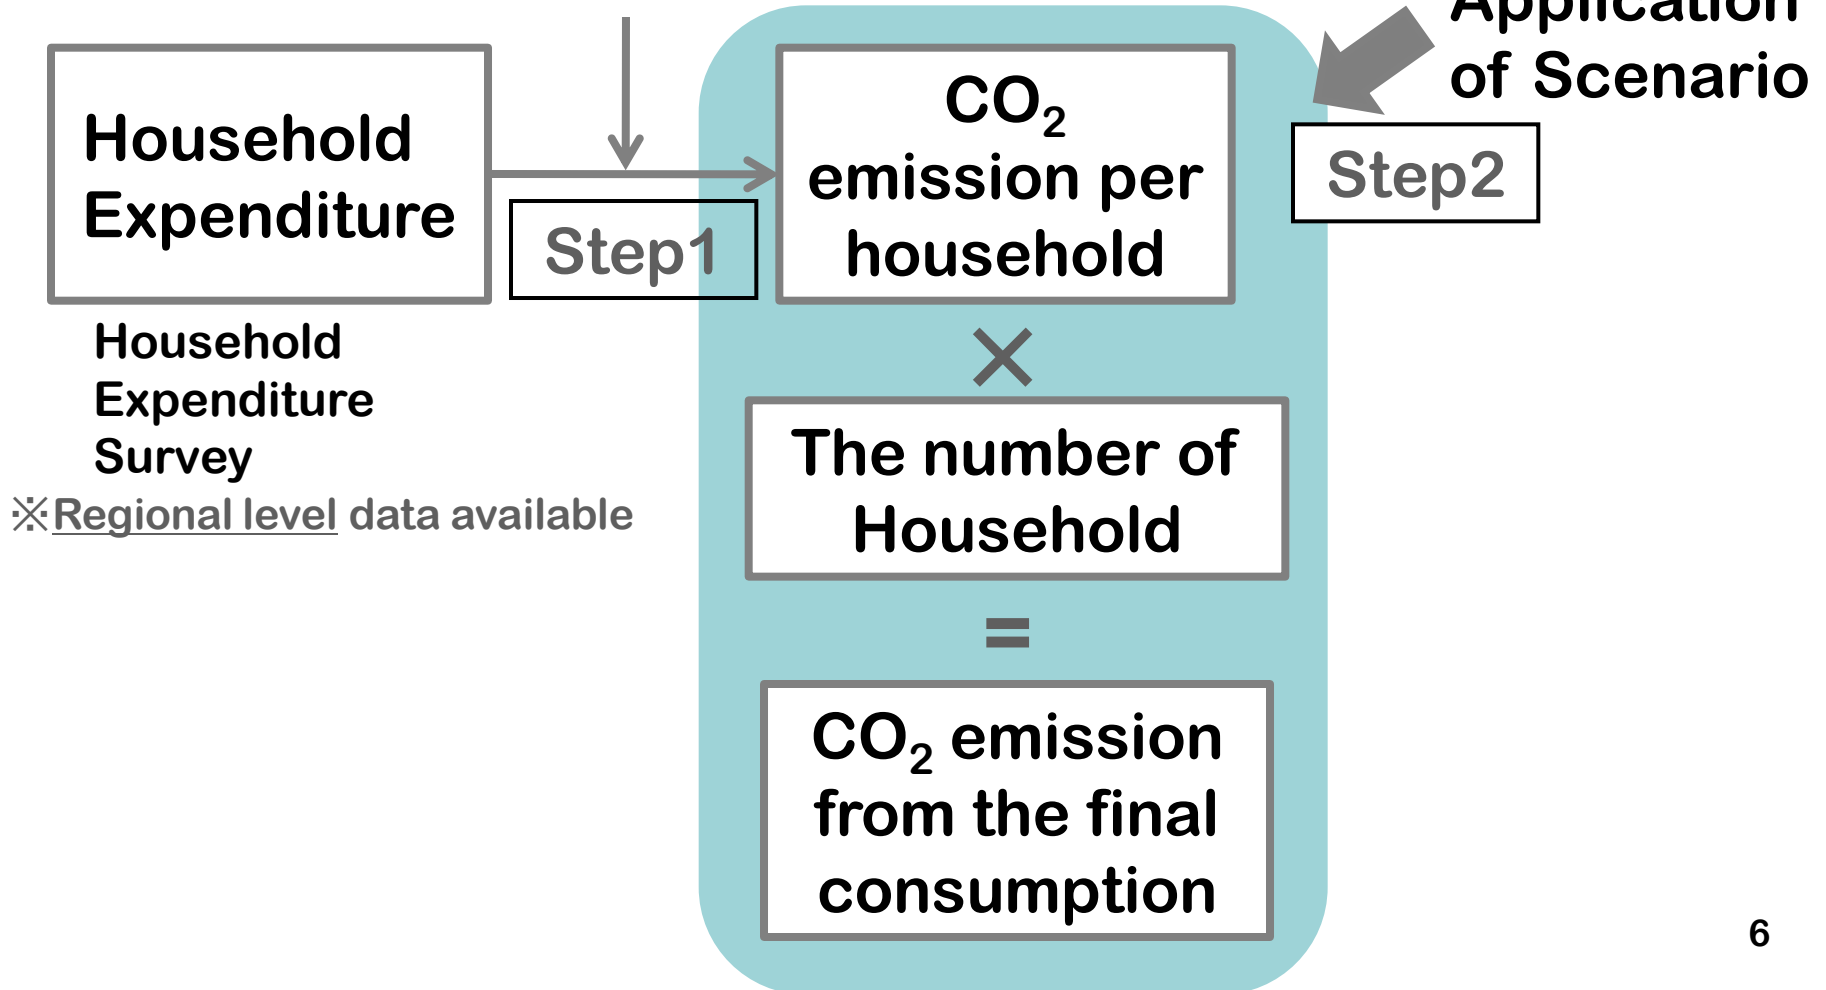 Application
of Scenario
Household
Expenditure
CO₂
emission per
household
Step1
Step2
Household
Expenditure
Survey
※Regional level data available
×
The number of
Household
=
CO₂ emission
from the final
consumption
6